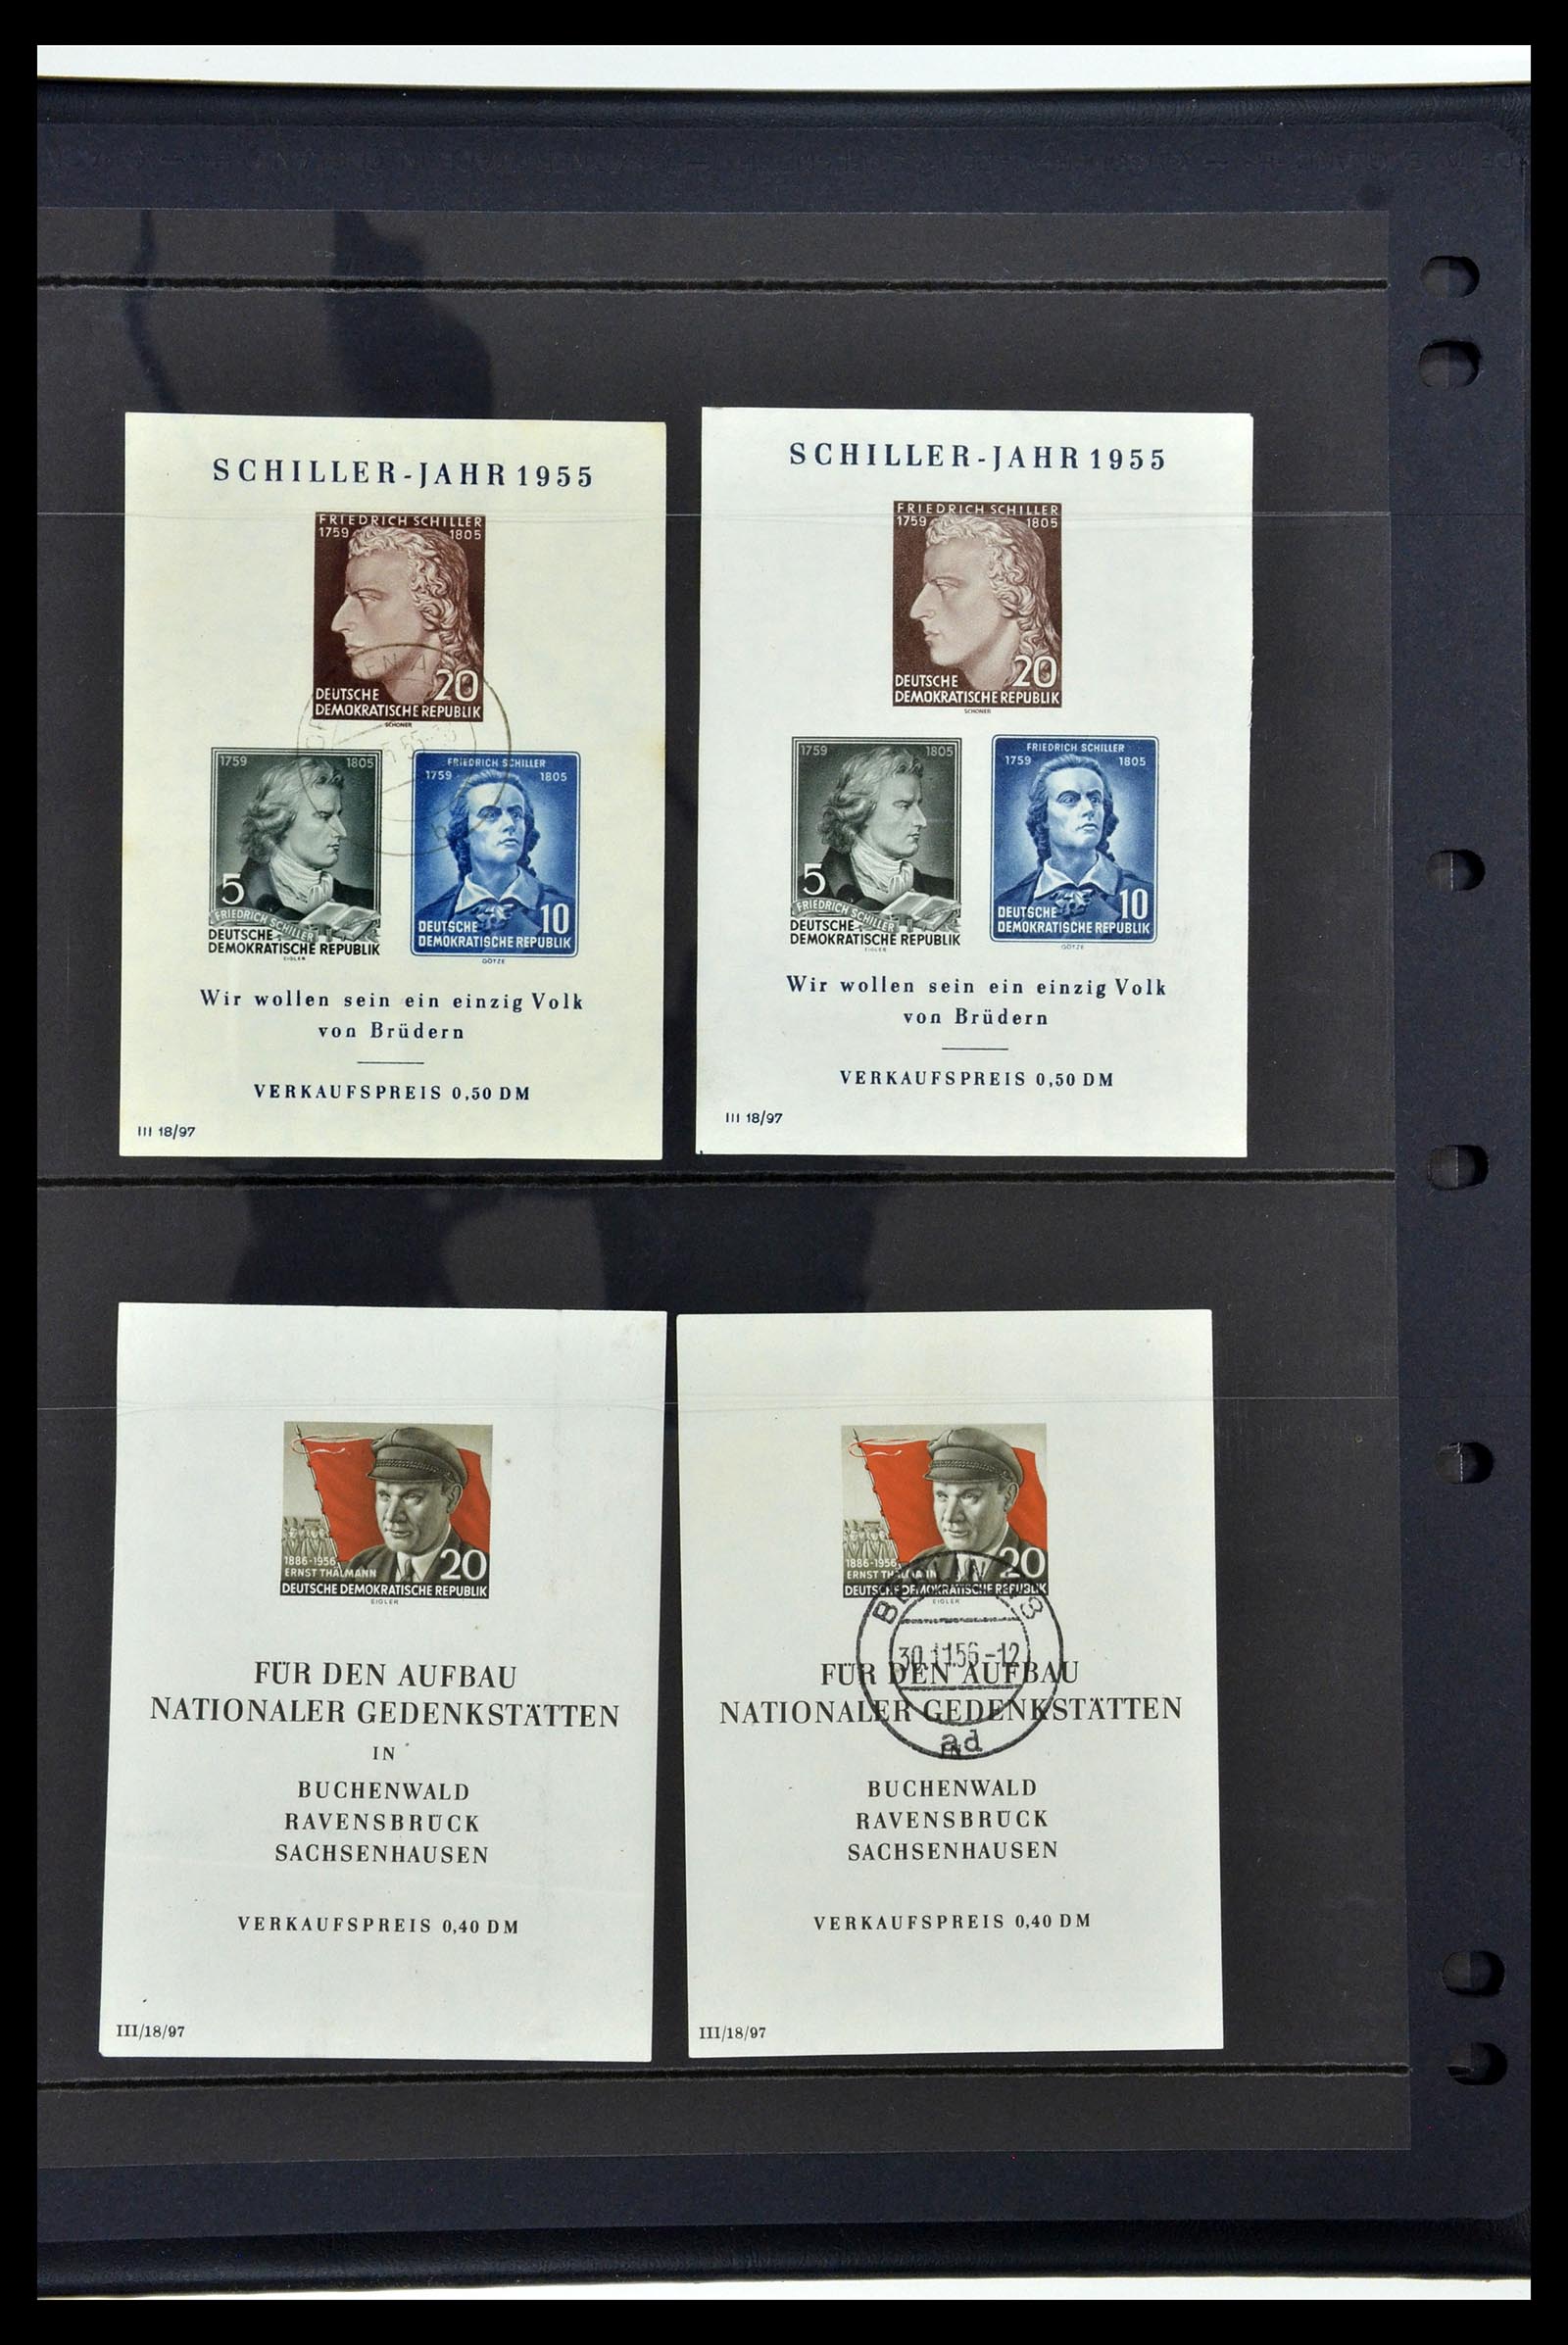 SCHILLER-JAHR 1955
FRIEDRICH SCHILLER
1759 1805
20
DEUTSCHE
DEMOKRATISCHE REPUBLIK
SCHONER
1759 1805
5
FRIEDRICH SCHILLER
DEUTSCHE
DEMOKRATISCHE REPUBLIK
EIGLER
FRIEDRICH SCHILLER
1759 1805
10
DEUTSCHE
DEMOKRATISCHE REPUBLIK
GÖTZE
Wir wollen sein ein einzig Volk
von Brüdern
VERKAUFSPREIS 0,50 DM
III 18/97
SCHILLER-JAHR 1955
FRIEDRICH SCHILLER
1759 1805
20
DEUTSCHE
DEMOKRATISCHE REPUBLIK
SCHONER
1759 1805
5
FRIEDRICH SCHILLER
DEUTSCHE
DEMOKRATISCHE REPUBLIK
EIGLER
FRIEDRICH SCHILLER
1759 1805
10
DEUTSCHE
DEMOKRATISCHE REPUBLIK
GÖTZE
Wir wollen sein ein einzig Volk
von Brüdern
VERKAUFSPREIS 0,50 DM
III 18/97
1886-1956
ERNST THÄLMANN
20
DEUTSCHE DEMOKRATISCHE REPUBLIK
EIGLER
FÜR DEN AUFBAU
NATIONALER GEDENKSTÄTTEN
IN
BUCHENWALD
RAVENSBRÜCK
SACHSENHAUSEN
VERKAUFSPREIS 0,40 DM
III/18/97
1886-1956
ERNST THÄLMANN
20
DEUTSCHE DEMOKRATISCHE REPUBLIK
EIGLER
BERLIN
30.11.56-12
ad
FÜR DEN AUFBAU
NATIONALER GEDENKSTÄTTEN
IN
BUCHENWALD
RAVENSBRÜCK
SACHSENHAUSEN
VERKAUFSPREIS 0,40 DM
III/18/97